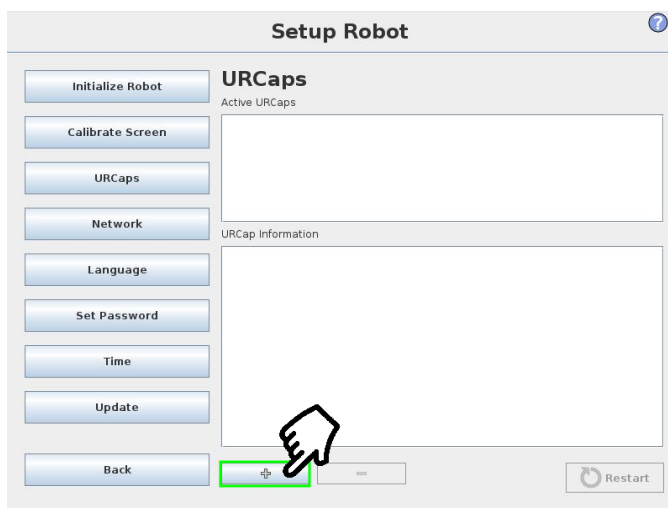 Setup Robot
?
Initialize Robot
Calibrate Screen
URCaps
Network
Language
Set Password
Time
Update
Back
URCaps
Active URCaps
URCap Information
+
−
Restart